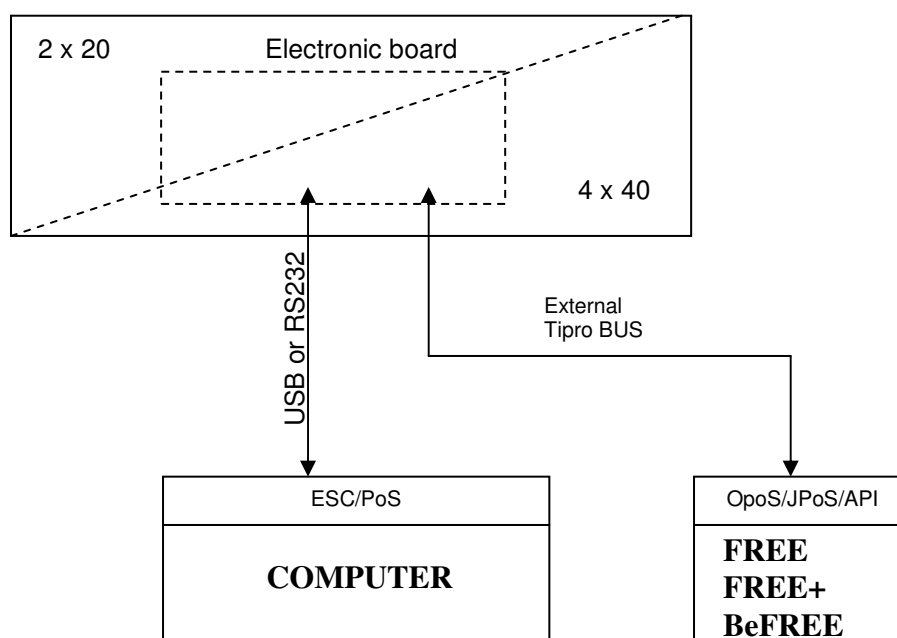 2 x 20
Electronic board
4 x 40
USB or RS232
External
Tipro BUS
ESC/PoS
COMPUTER
OpoS/JPoS/API
FREE
FREE+
BeFREE